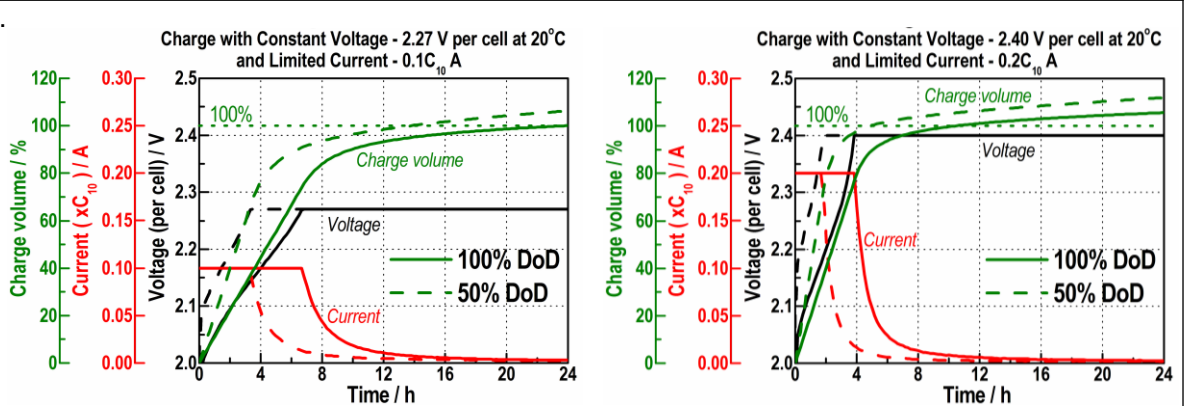 .
Charge with Constant Voltage - 2.27 V per cell at 20°C
and Limited Current - 0.1C10 A
120
100
80
60
40
20
0
Charge volume / %
0.30
0.25
0.20
0.15
0.10
0.05
0.00
Current ( xC10 ) / A
2.5
2.4
2.3
2.2
2.1
2.0
Voltage (per cell) / V
100%
Charge volume
Voltage
100% DoD
50% DoD
Current
0 4 8 12 16 20 24
Time / h
Charge with Constant Voltage - 2.40 V per cell at 20°C
and Limited Current - 0.2C10 A
120
100
80
60
40
20
0
Charge volume / %
0.30
0.25
0.20
0.15
0.10
0.05
0.00
Current ( xC10 ) / A
2.5
2.4
2.3
2.2
2.1
2.0
Voltage (per cell) / V
Charge volume
100%
Voltage
Current
100% DoD
50% DoD
0 4 8 12 16 20 24
Time / h